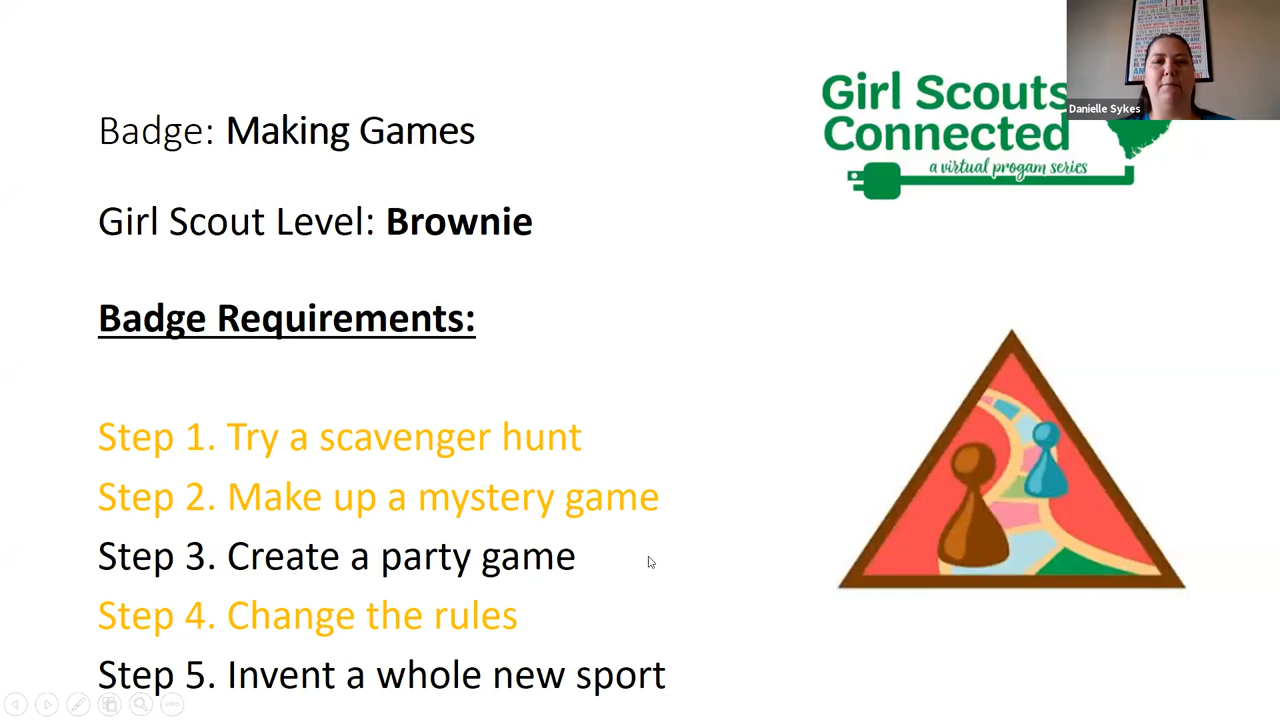 Badge: Making Games
Girl Scout Level: Brownie
Badge Requirements:
Step 1. Try a scavenger hunt
Step 2. Make up a mystery game
Step 3. Create a party game
Step 4. Change the rules
Step 5. Invent a whole new sport
Girl Scouts
Connected
a virtual progam series
Danielle Sykes